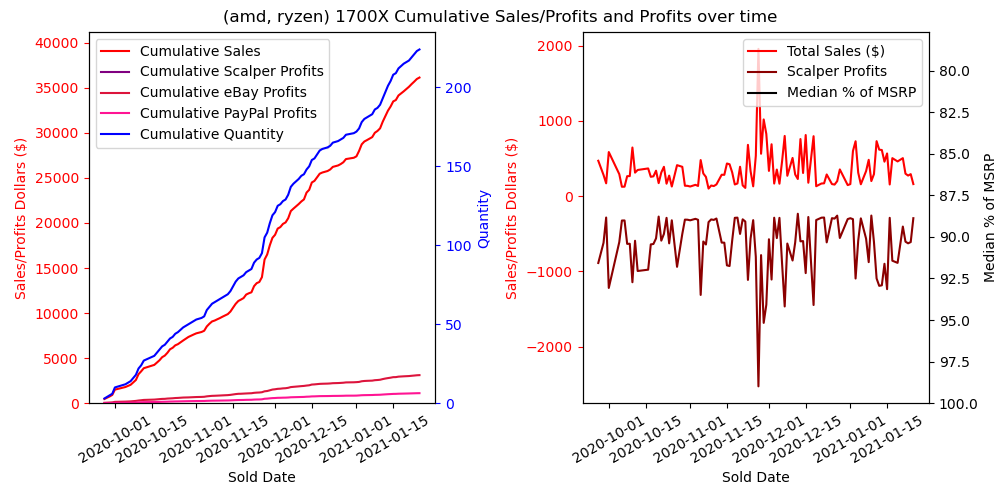 (amd, ryzen) 1700X Cumulative Sales/Profits and Profits over time
Cumulative Sales
Cumulative Scalper Profits
Cumulative eBay Profits
Cumulative PayPal Profits
Cumulative Quantity
40000
35000
30000
25000
20000
15000
10000
5000
0
Sales/Profits Dollars ($)
200
150
100
50
0
Quantity
2020-10-01
2020-10-15
2020-11-01
2020-11-15
2020-12-01
2020-12-15
2021-01-01
2021-01-15
Sold Date
Total Sales ($)
Scalper Profits
Median % of MSRP
2000
1000
0
−1000
−2000
Sales/Profits Dollars ($)
80.0
82.5
85.0
87.5
90.0
92.5
95.0
97.5
100.0
Median % of MSRP
2020-10-01
2020-10-15
2020-11-01
2020-11-15
2020-12-01
2020-12-15
2021-01-01
2021-01-15
Sold Date